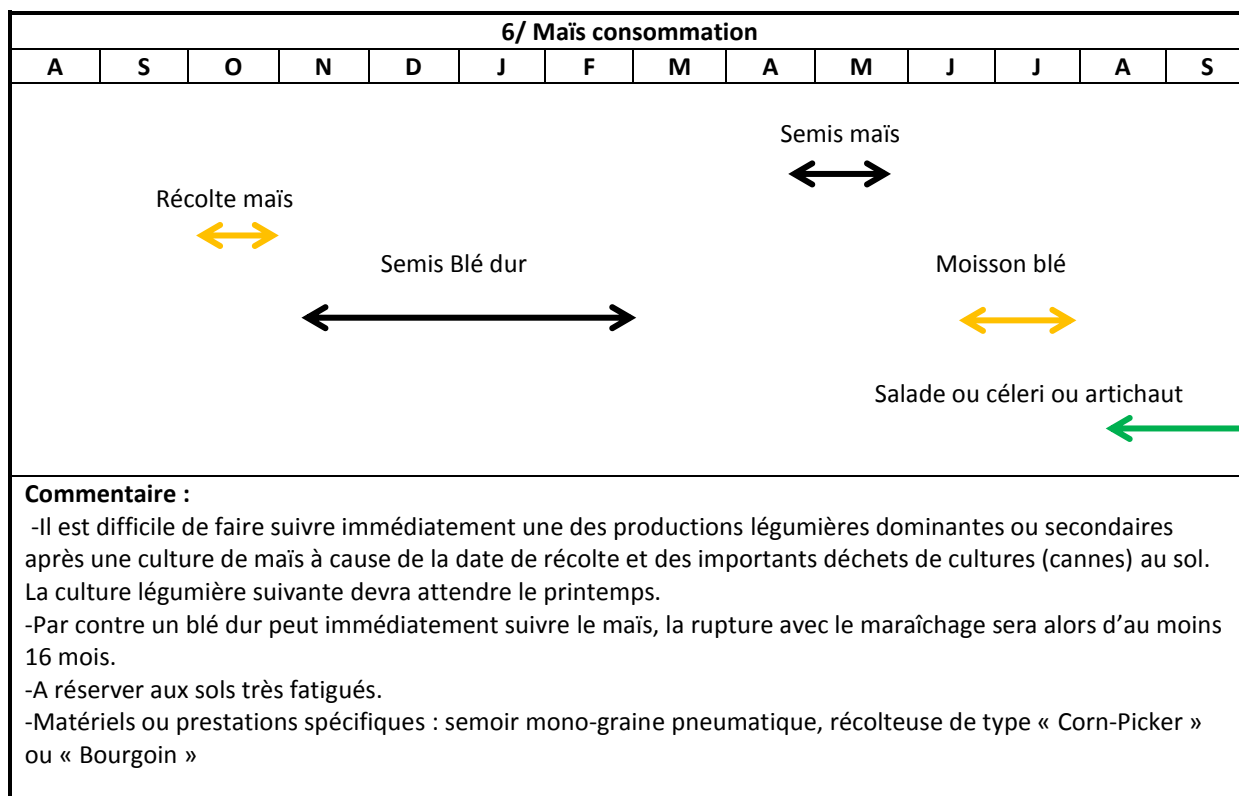 6/ Maïs consommation
A S O N D J F M A M J J A S
Semis maïs
Récolte maïs
Semis Blé dur Moisson blé
Salade ou céleri ou artichaut
Commentaire :
-Il est difficile de faire suivre immédiatement une des productions légumières dominantes ou secondaires
après une culture de maïs à cause de la date de récolte et des importants déchets de cultures (cannes) au sol.
La culture légumière suivante devra attendre le printemps.
-Par contre un blé dur peut immédiatement suivre le maïs, la rupture avec le maraîchage sera alors d’au moins
16 mois.
-A réserver aux sols très fatigués.
-Matériels ou prestations spécifiques : semoir mono-graine pneumatique, récolteuse de type « Corn-Picker »
ou « Bourgoin »